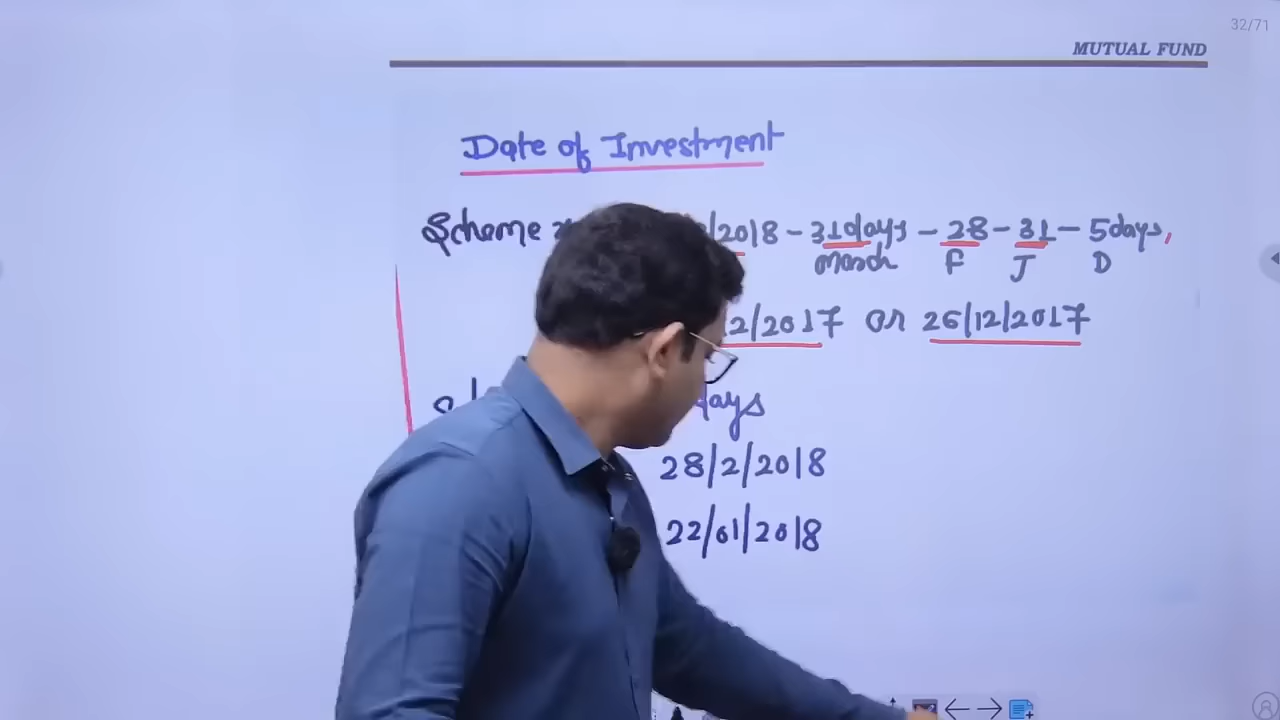 32/71
MUTUAL FUND
Date of Investment
Scheme /2018 - 31days - 28 - 31 - 5days,
March F J D
2/2017 or 26/12/2017
days
28/2/2018
22/01/2018